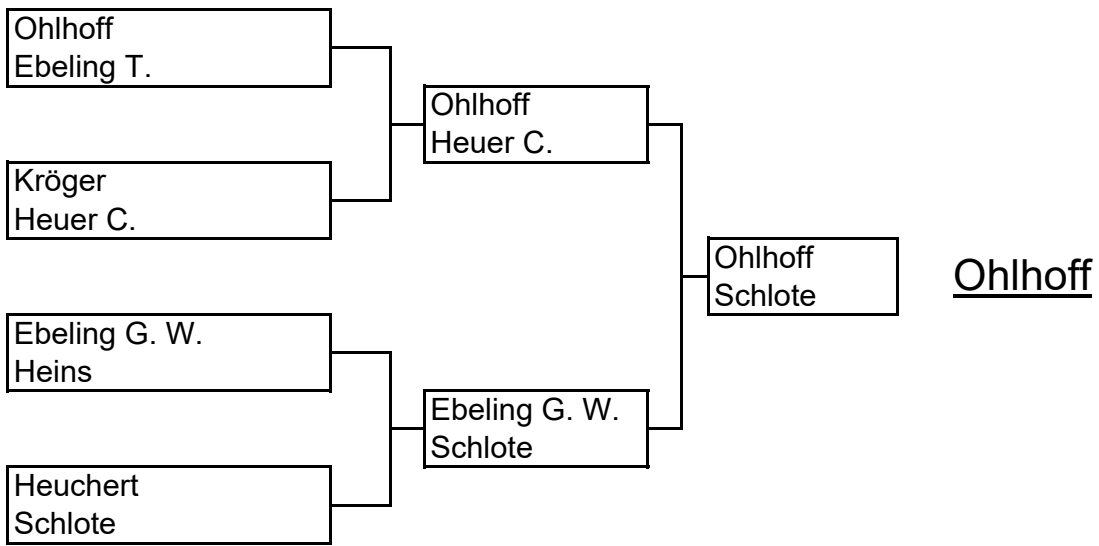 Ohlhoff
Ebeling T.
Kröger
Heuer C.
Ebeling G. W.
Heins
Heuchert
Schlote
Ohlhoff
Heuer C.
Ebeling G. W.
Schlote
Ohlhoff
Schlote
Ohlhoff